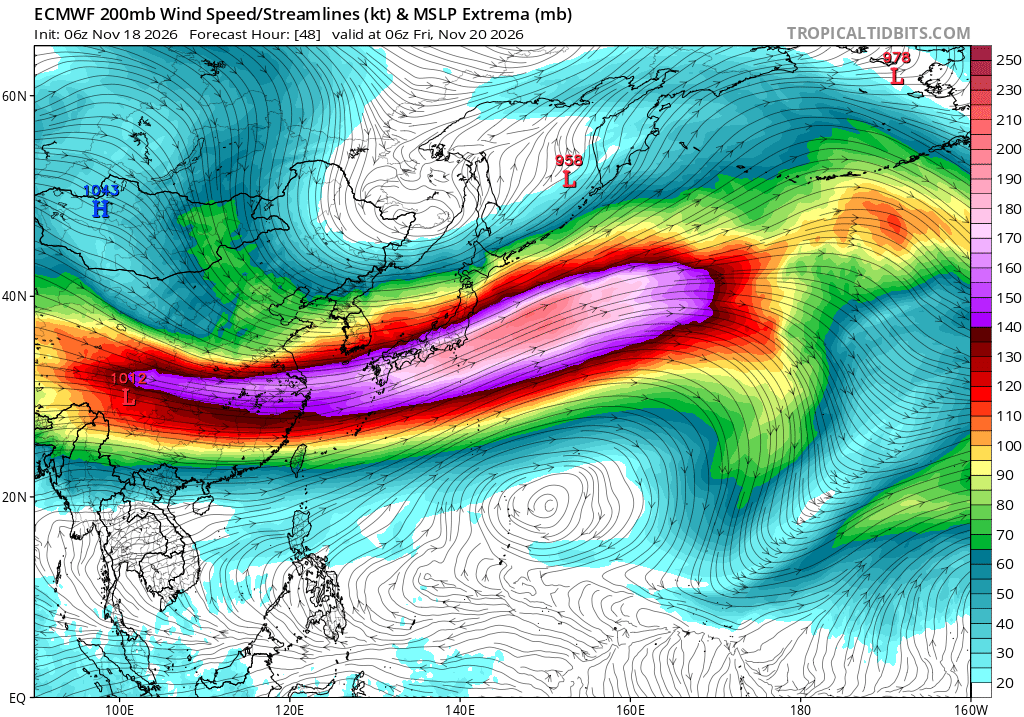 ECMWF 200mb Wind Speed/Streamlines (kt) & MSLP Extrema (mb)
Init: 06z Nov 18 2026 Forecast Hour: [48] valid at 06z Fri, Nov 20 2026
TROPICALTIDBITS.COM
978
L
60N
958
L
1043
H
40N
1012
L
20N
EQ
100E 120E 140E 160E 180 160W
250
230
210
200
190
180
170
160
150
140
130
120
110
100
90
80
70
60
50
40
30
20